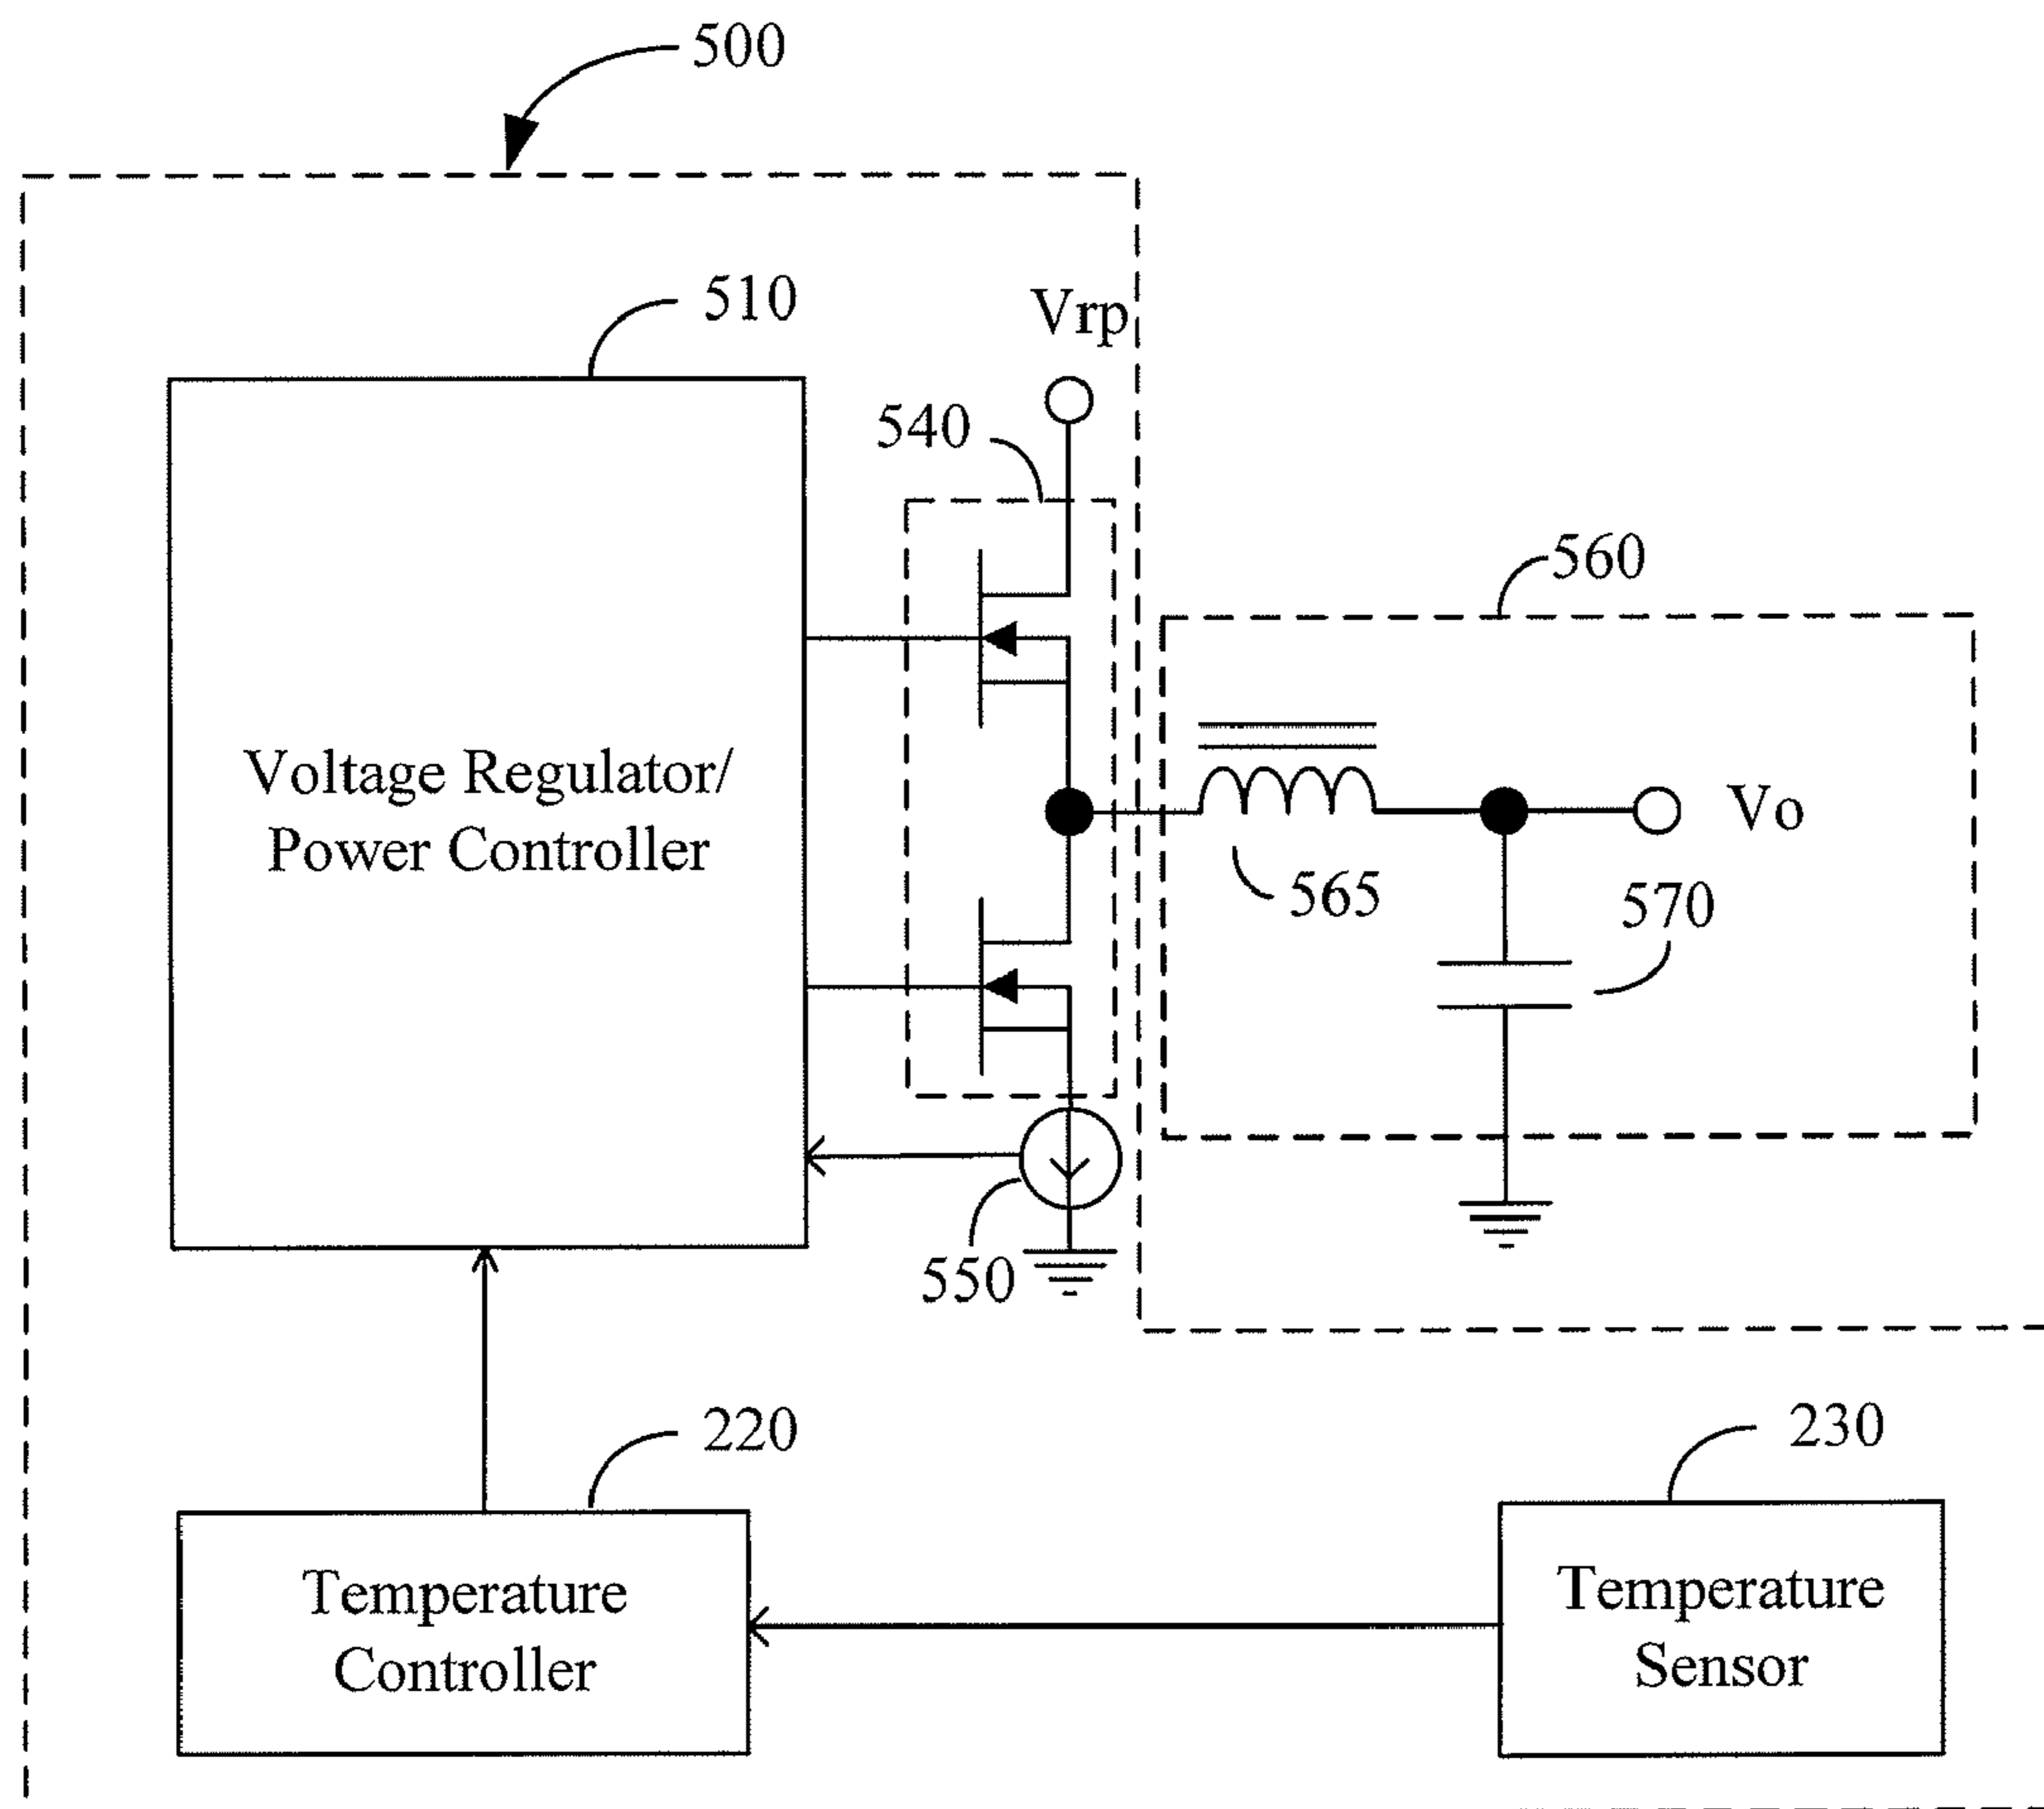 500
510
Vrp
540
560
Voltage Regulator/
Power Controller
Vo
565
570
550
220
230
Temperature
Controller
Temperature
Sensor